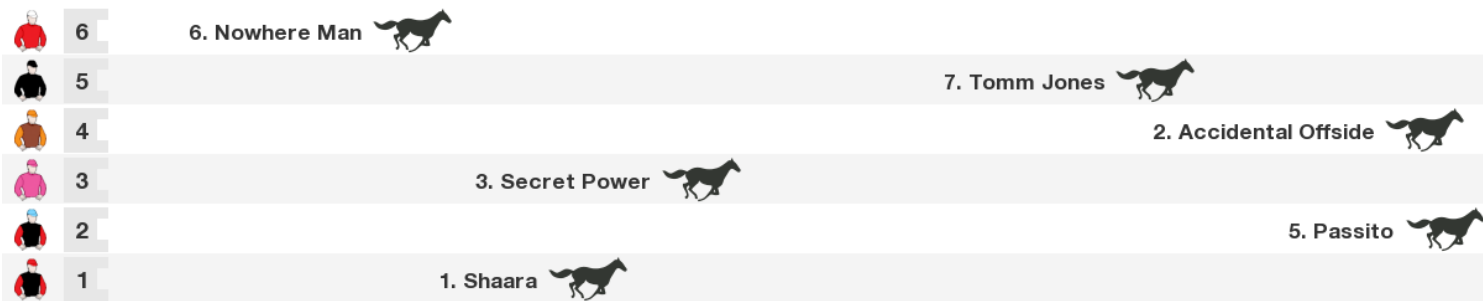 6 6. Nowhere Man
5 7. Tomm Jones
4 2. Accidental Offside
3 3. Secret Power
2 5. Passito
1 1. Shaara